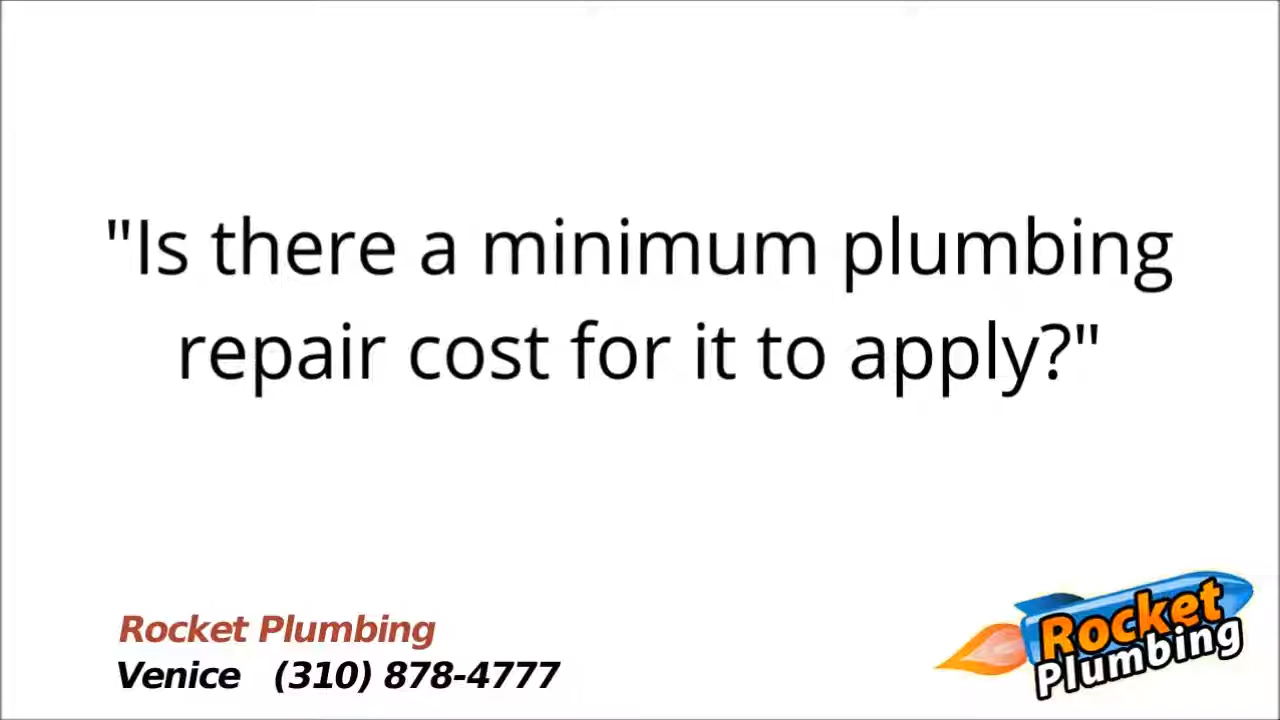 "Is there a minimum plumbing
repair cost for it to apply?"
Rocket Plumbing
Venice (310) 878-4777
Rocket
Plumbing